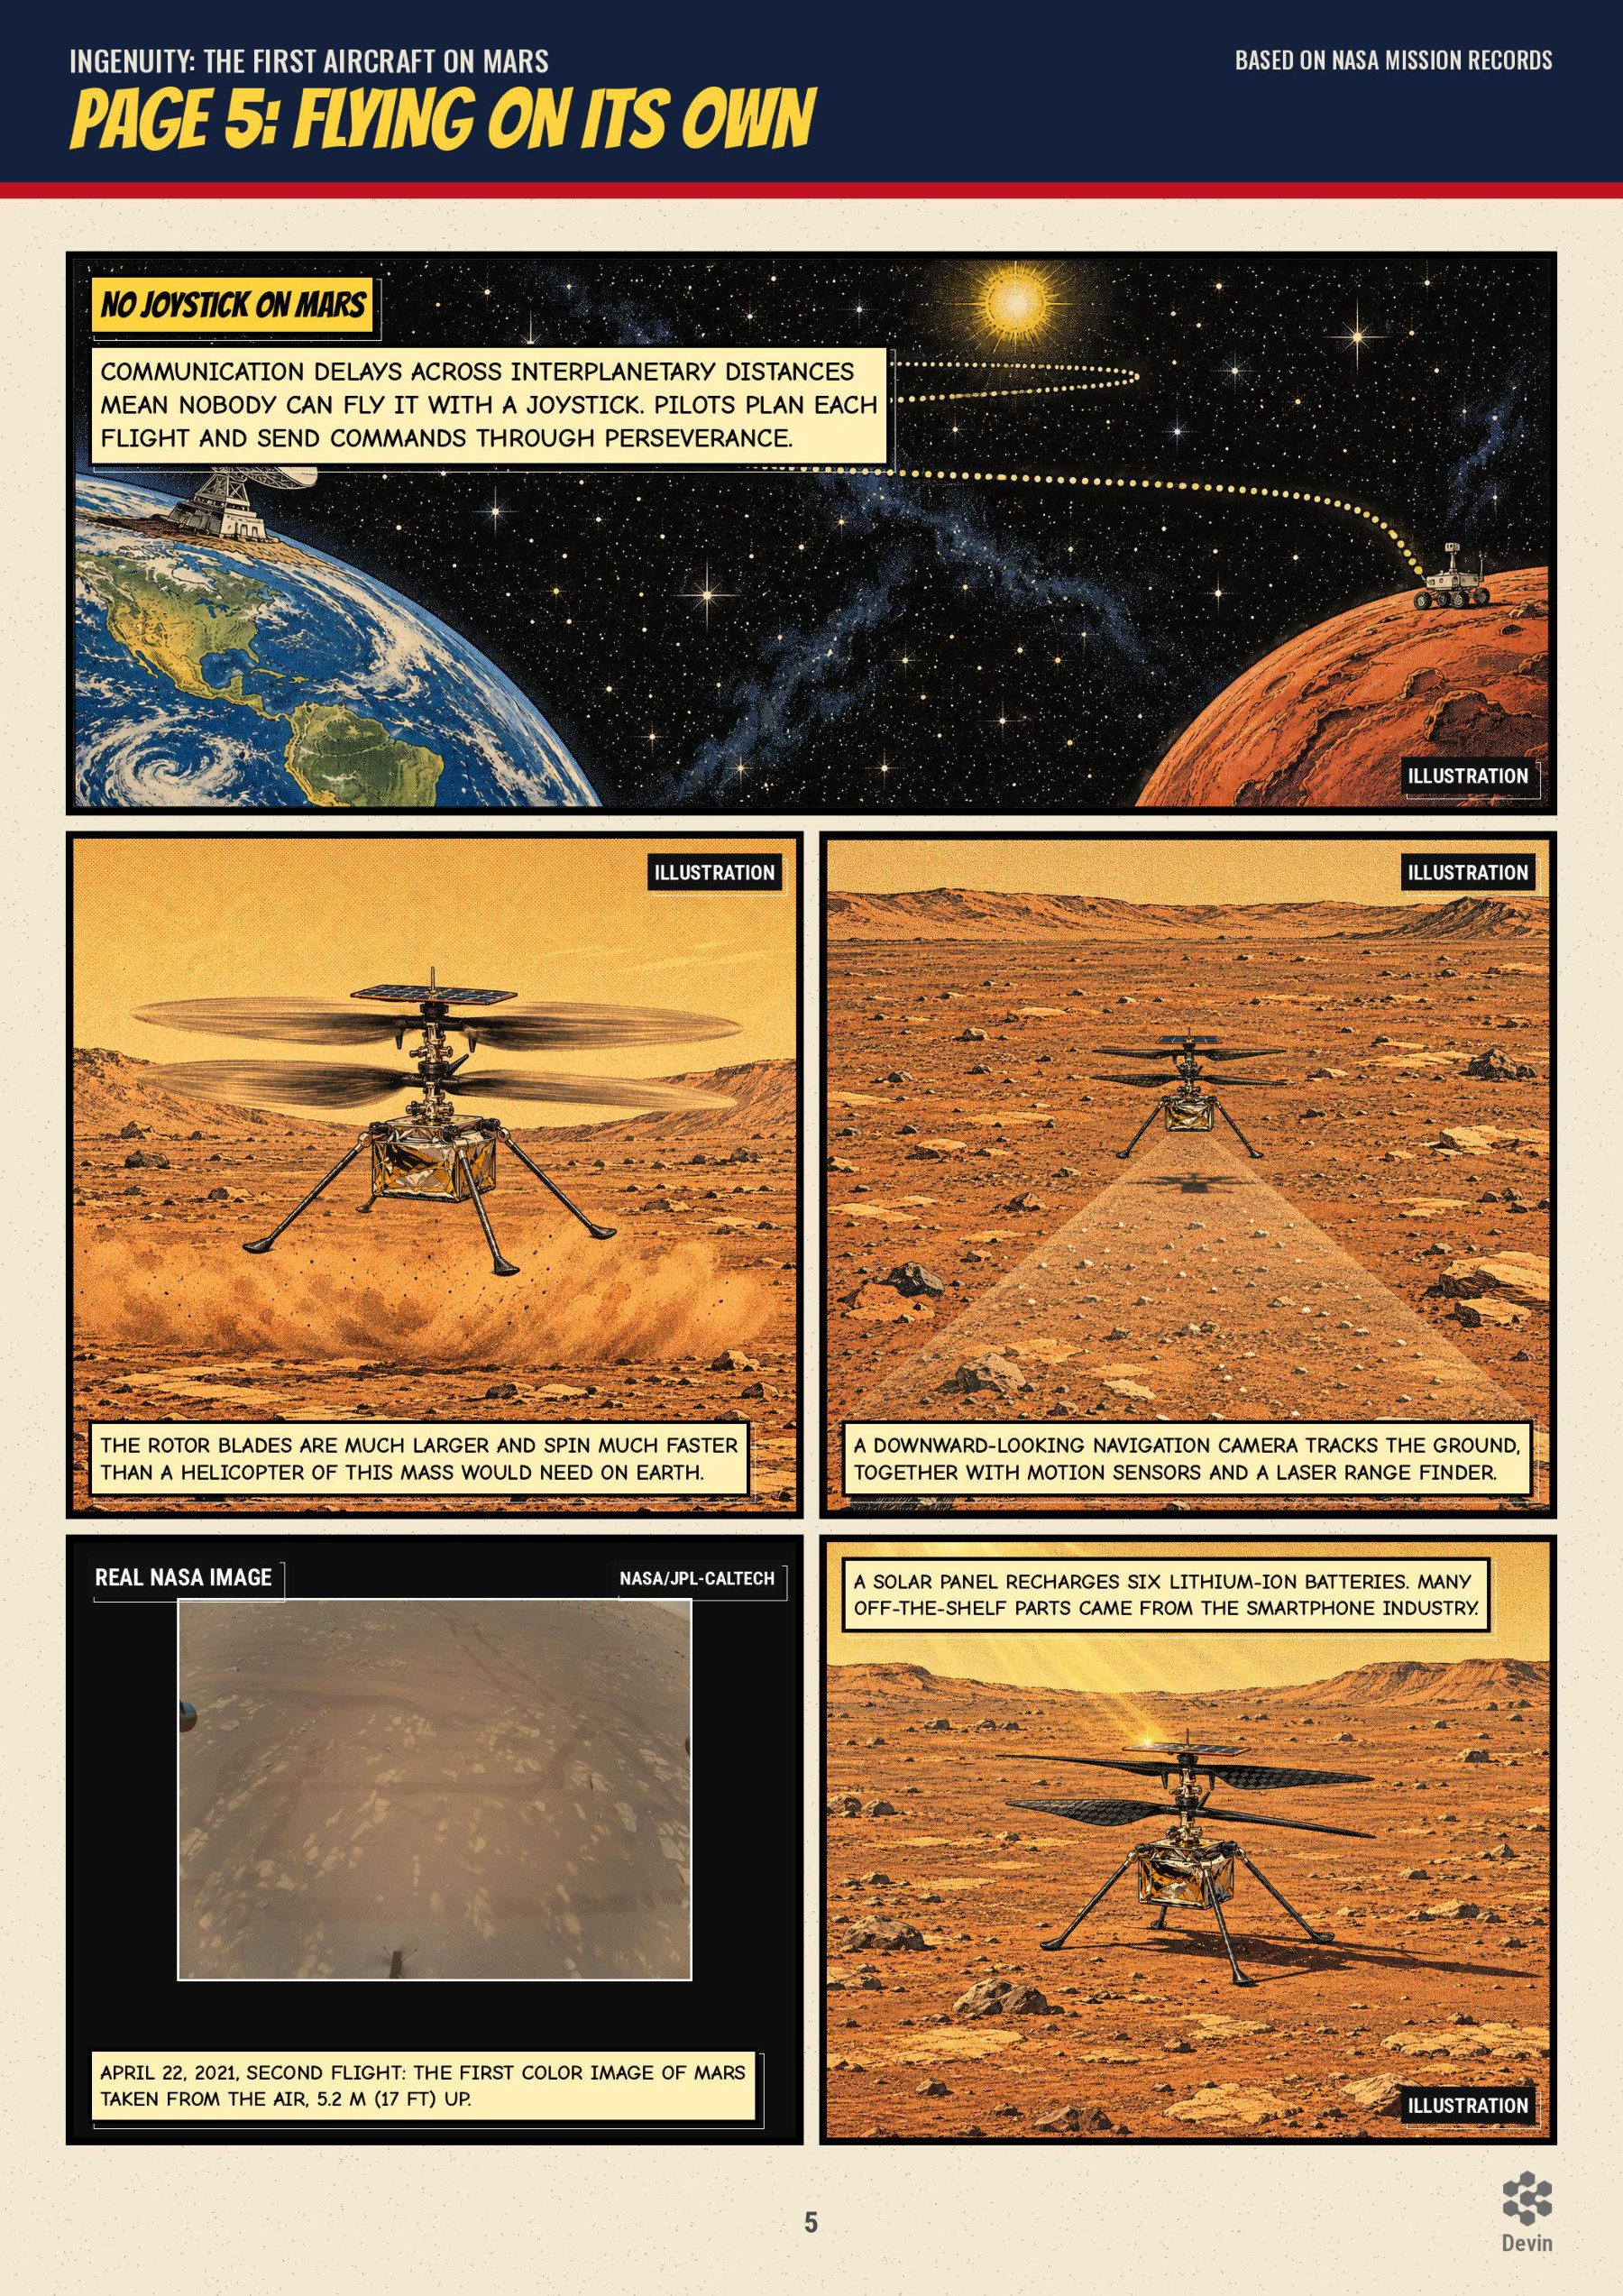 INGENUITY: THE FIRST AIRCRAFT ON MARS
BASED ON NASA MISSION RECORDS
PAGE 5: FLYING ON ITS OWN
NO JOYSTICK ON MARS
COMMUNICATION DELAYS ACROSS INTERPLANETARY DISTANCES
MEAN NOBODY CAN FLY IT WITH A JOYSTICK. PILOTS PLAN EACH
FLIGHT AND SEND COMMANDS THROUGH PERSEVERANCE.
ILLUSTRATION
ILLUSTRATION
THE ROTOR BLADES ARE MUCH LARGER AND SPIN MUCH FASTER
THAN A HELICOPTER OF THIS MASS WOULD NEED ON EARTH.
ILLUSTRATION
A DOWNWARD-LOOKING NAVIGATION CAMERA TRACKS THE GROUND,
TOGETHER WITH MOTION SENSORS AND A LASER RANGE FINDER.
REAL NASA IMAGE
NASA/JPL-CALTECH
APRIL 22, 2021, SECOND FLIGHT: THE FIRST COLOR IMAGE OF MARS
TAKEN FROM THE AIR, 5.2 M (17 FT) UP.
A SOLAR PANEL RECHARGES SIX LITHIUM-ION BATTERIES. MANY
OFF-THE-SHELF PARTS CAME FROM THE SMARTPHONE INDUSTRY.
ILLUSTRATION
5
Devin